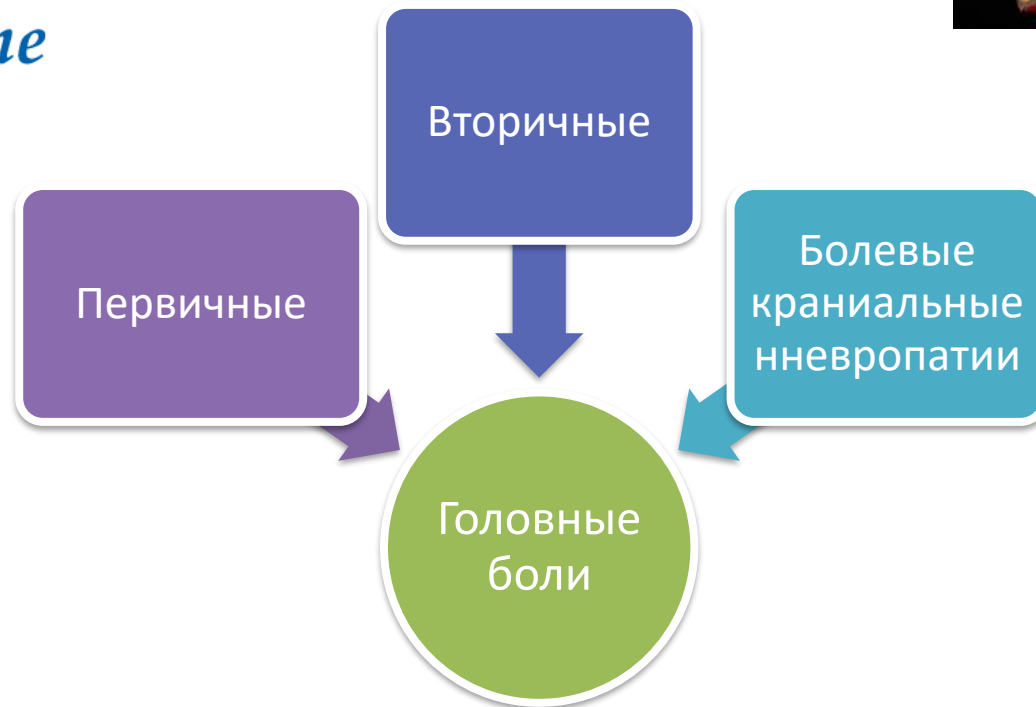 Вторичные
Первичные
Болевые
краниальные
нневропатии
Головные
боли